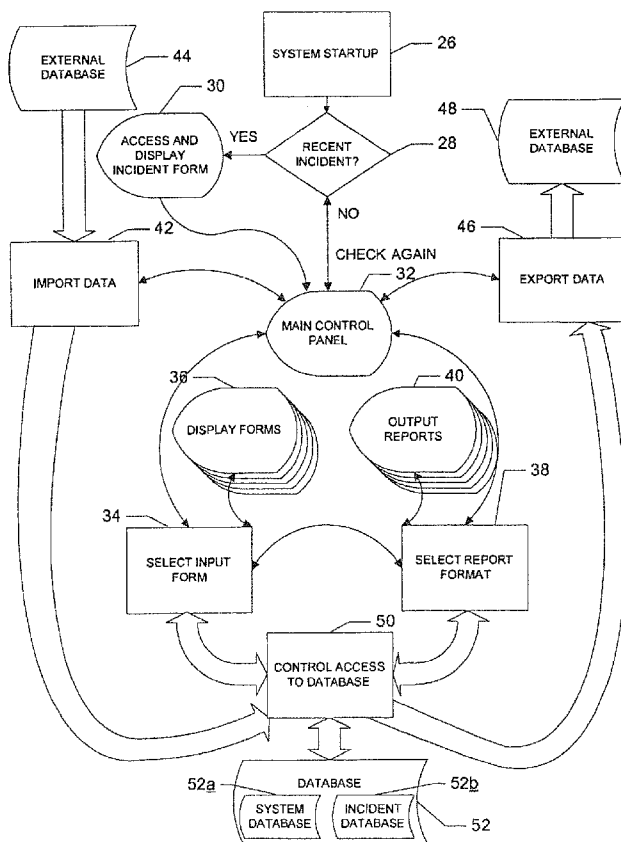 SYSTEM STARTUP
26
EXTERNAL
DATABASE
44
30
ACCESS AND
DISPLAY
INCIDENT FORM
YES
RECENT
INCIDENT?
28
48
EXTERNAL
DATABASE
NO
42
IMPORT DATA
CHECK AGAIN
32
46
EXPORT DATA
MAIN CONTROL
PANEL
36
DISPLAY FORMS
40
OUTPUT
REPORTS
34
SELECT INPUT
FORM
38
SELECT REPORT
FORMAT
50
CONTROL ACCESS
TO DATABASE
DATABASE
52a
SYSTEM
DATABASE
52b
INCIDENT
DATABASE
52